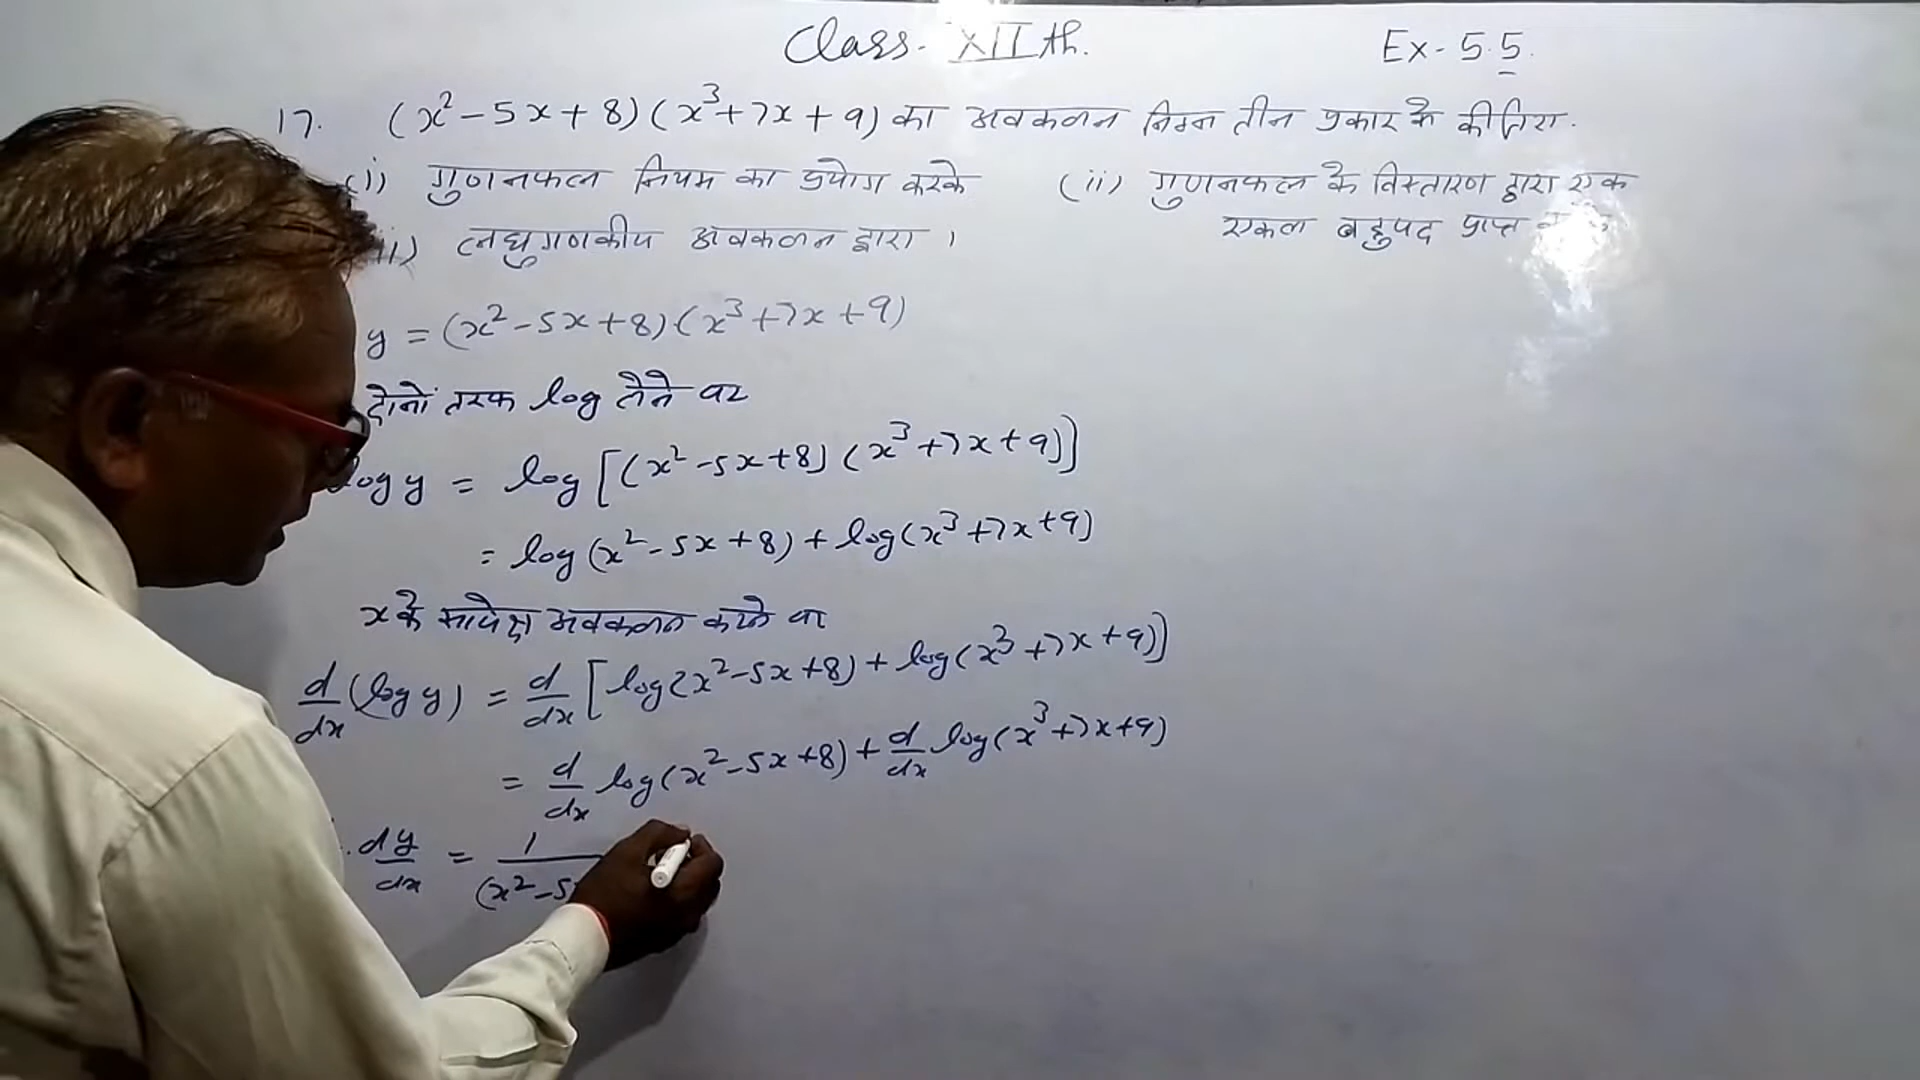 Class - XII th.
Ex - 5.5.
17. (x² - 5x + 8) (x³ + 7x + 9) का अवकलन निम्न तीन प्रकार के कीजिए.
(i) गुणनफल नियम का प्रयोग करके (ii) गुणनफल के विस्तारण द्वारा एक
एकल बहुपद प्राप्त
ii) लघुगणकीय अवकलन द्वारा ।
y = (x² - 5x + 8) (x³ + 7x + 9)
दोनों तरफ log लेने पर
log y = log [(x² - 5x + 8) (x³ + 7x + 9)]
= log (x² - 5x + 8) + log (x³ + 7x + 9)
x के सापेक्ष अवकलन करने पर
d/dx (log y) = d/dx [log (x² - 5x + 8) + log (x³ + 7x + 9)]
= d/dx log (x² - 5x + 8) + d/dx log (x³ + 7x + 9)
. dy/dx = 1/(x² - 5